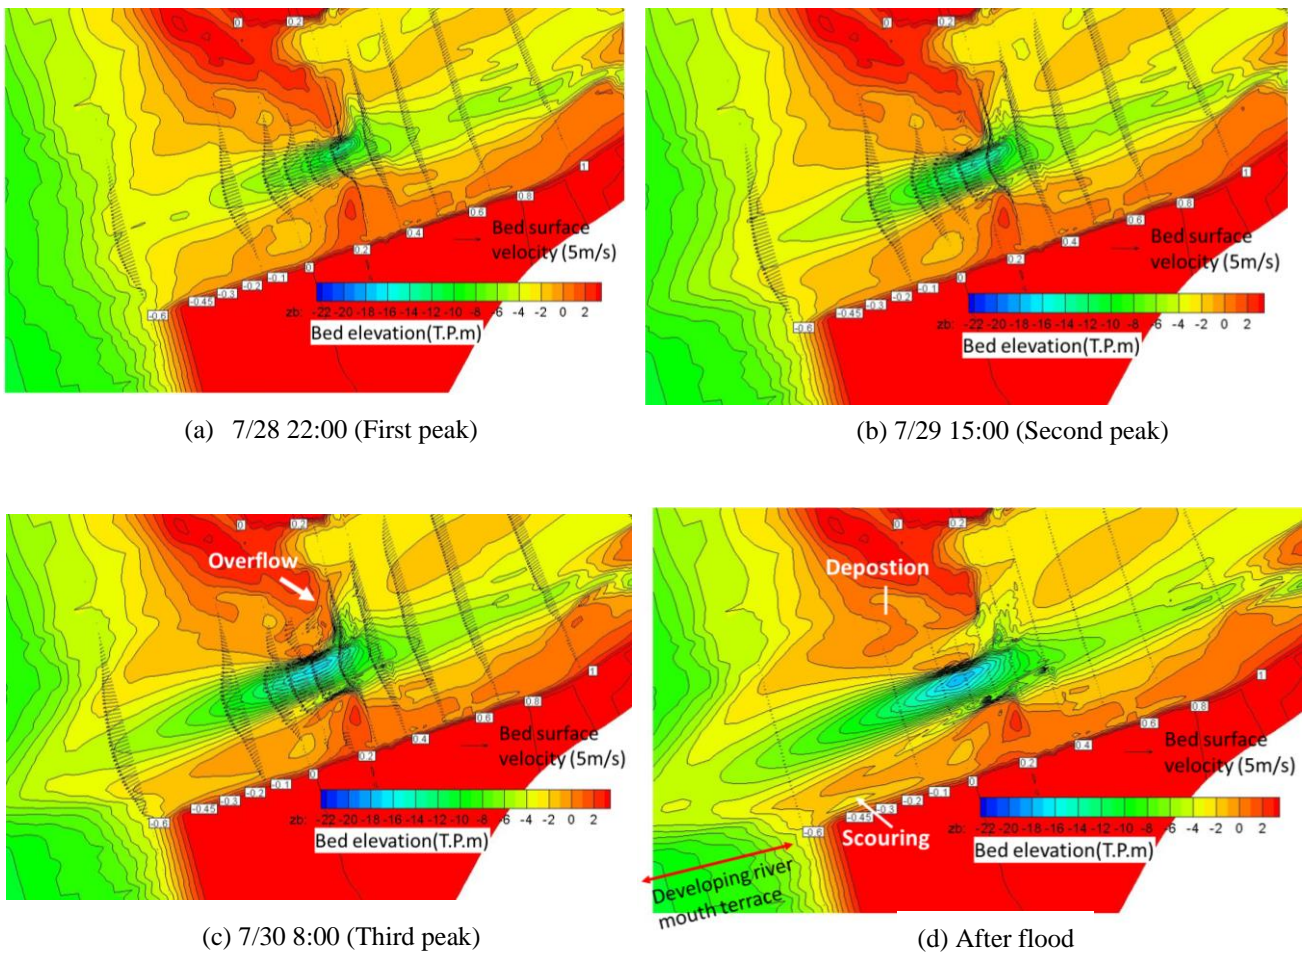 0 0.2
1
0.8
0.6
0.4
0.2
0
-0.1
-0.2
-0.3
-0.45
-0.6
Bed surface
velocity (5m/s)
zb: -22 -20 -18 -16 -14 -12 -10 -8 -6 -4 -2 0 2
Bed elevation(T.P.m)
(a) 7/28 22:00 (First peak)
0 0.2
1
0.8
0.6
0.4
0.2
0
-0.1
-0.2
-0.3
-0.45
-0.6
Bed surface
velocity (5m/s)
zb: -22 -20 -18 -16 -14 -12 -10 -8 -6 -4 -2 0 2
Bed elevation(T.P.m)
(b) 7/29 15:00 (Second peak)
0 0.2
Overflow
1
0.8
0.6
0.4
0.2
0
-0.1
-0.2
-0.3
-0.45
-0.6
Bed surface
velocity (5m/s)
zb: -22 -20 -18 -16 -14 -12 -10 -8 -6 -4 -2 0 2
Bed elevation(T.P.m)
(c) 7/30 8:00 (Third peak)
0 0.2
Depostion
1
0.8
0.6
0.4
0.2
0
-0.1
-0.2
-0.3
-0.45
-0.6
Bed surface
velocity (5m/s)
zb: -22 -20 -18 -16 -14 -12 -10 -8 -6 -4 -2 0 2
Bed elevation(T.P.m)
Scouring
Developing river
mouth terrace
(d) After flood